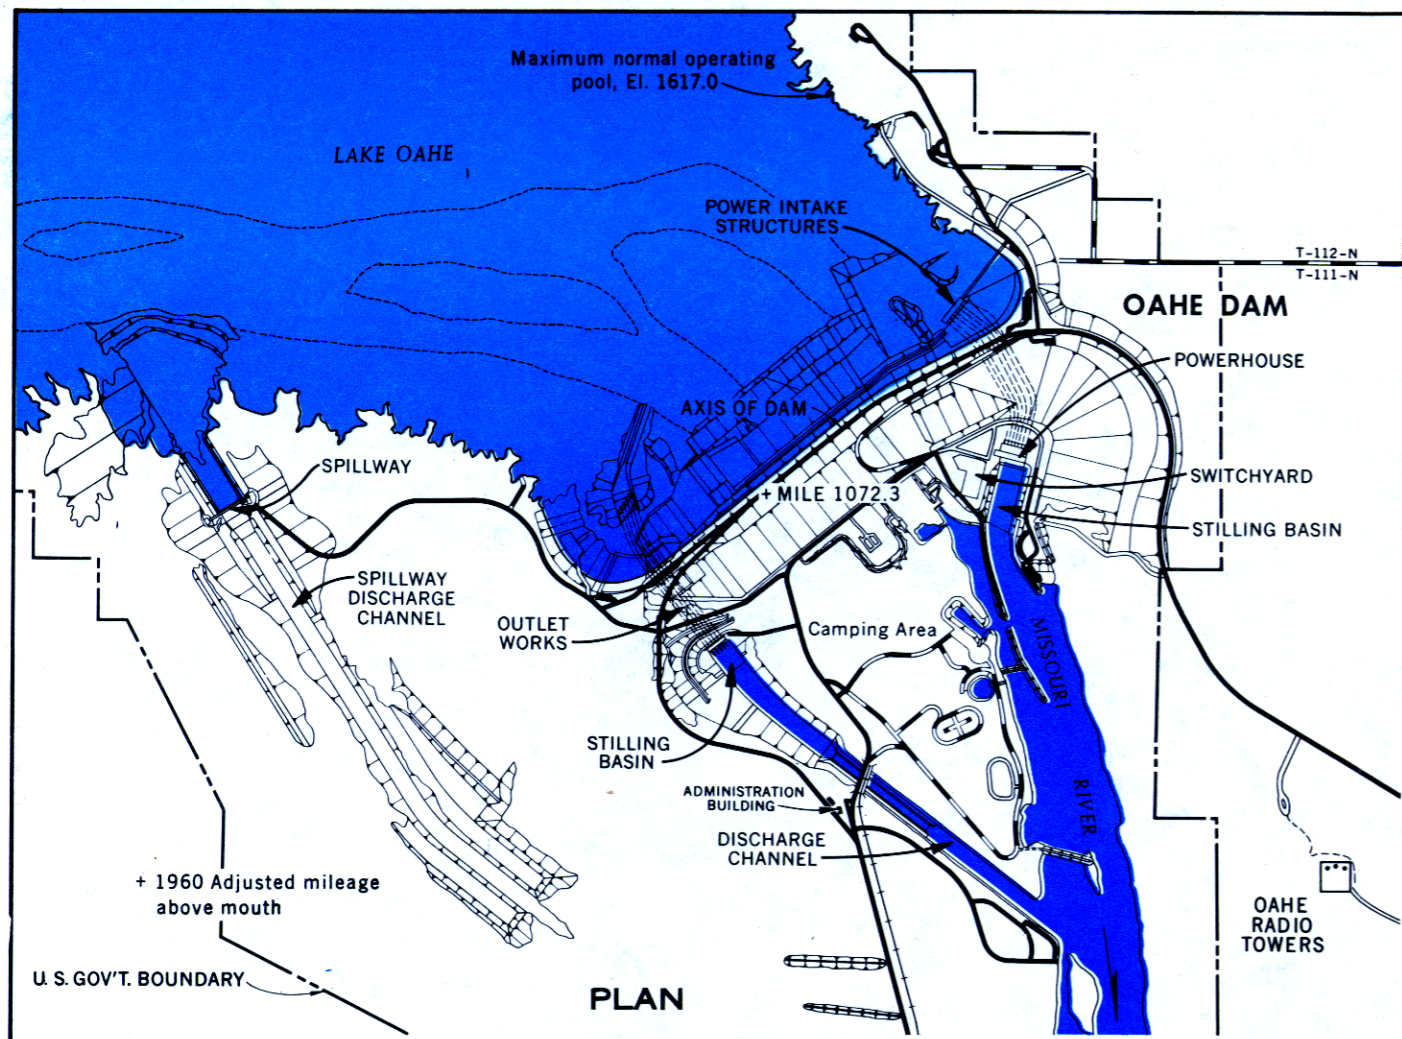 Maximum normal operating
pool, El. 1617.0
LAKE OAHE
POWER INTAKE
STRUCTURES
T-112-N
T-111-N
OAHE DAM
POWERHOUSE
AXIS OF DAM
SPILLWAY
SWITCHYARD
+ MILE 1072.3
STILLING BASIN
SPILLWAY
DISCHARGE
CHANNEL
OUTLET
WORKS
Camping Area
MISSOURI
RIVER
STILLING
BASIN
ADMINISTRATION
BUILDING
DISCHARGE
CHANNEL
+ 1960 Adjusted mileage
above mouth
OAHE
RADIO
TOWERS
U. S. GOV'T. BOUNDARY
PLAN